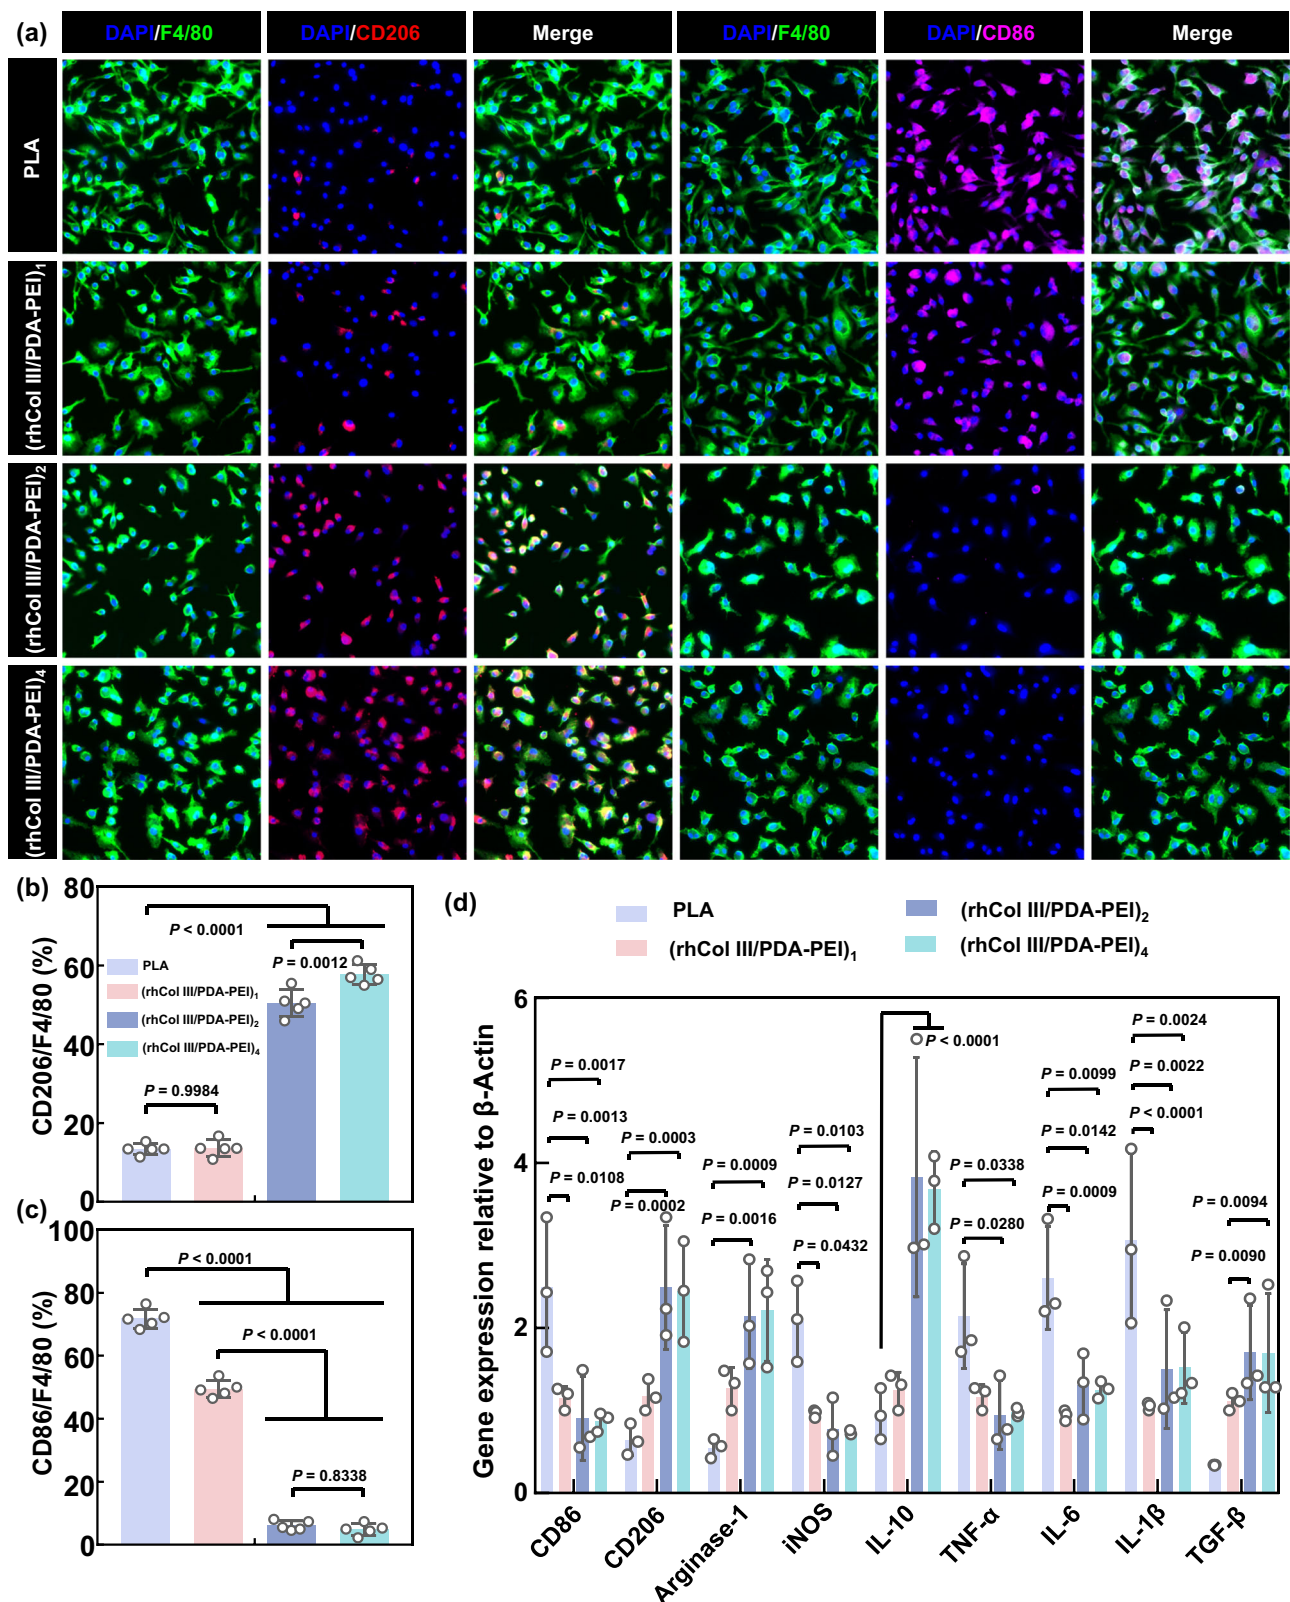 (a) DAPI/F4/80 DAPI/CD206 Merge DAPI/F4/80 DAPI/CD86 Merge
PLA
(rhCol III/PDA-PEI)1
(rhCol III/PDA-PEI)2
(rhCol III/PDA-PEI)4
(b)
CD206/F4/80 (%)
80
60
40
20
0
P < 0.0001
P = 0.0012
P = 0.9984
PLA
(rhCol III/PDA-PEI)1
(rhCol III/PDA-PEI)2
(rhCol III/PDA-PEI)4
(c)
CD86/F4/80 (%)
100
80
60
40
20
0
P < 0.0001
P < 0.0001
P = 0.8338
(d)
PLA
(rhCol III/PDA-PEI)1
(rhCol III/PDA-PEI)2
(rhCol III/PDA-PEI)4
Gene expression relative to β-Actin
6
4
2
0
P = 0.0017
P = 0.0013
P = 0.0108
P = 0.0003
P = 0.0002
P = 0.0009
P = 0.0016
P = 0.0103
P = 0.0127
P = 0.0432
P < 0.0001
P = 0.0338
P = 0.0280
P = 0.0099
P = 0.0142
P = 0.0009
P = 0.0024
P = 0.0022
P < 0.0001
P = 0.0094
P = 0.0090
CD86
CD206
Arginase-1
iNOS
IL-10
TNF-α
IL-6
IL-1β
TGF-β